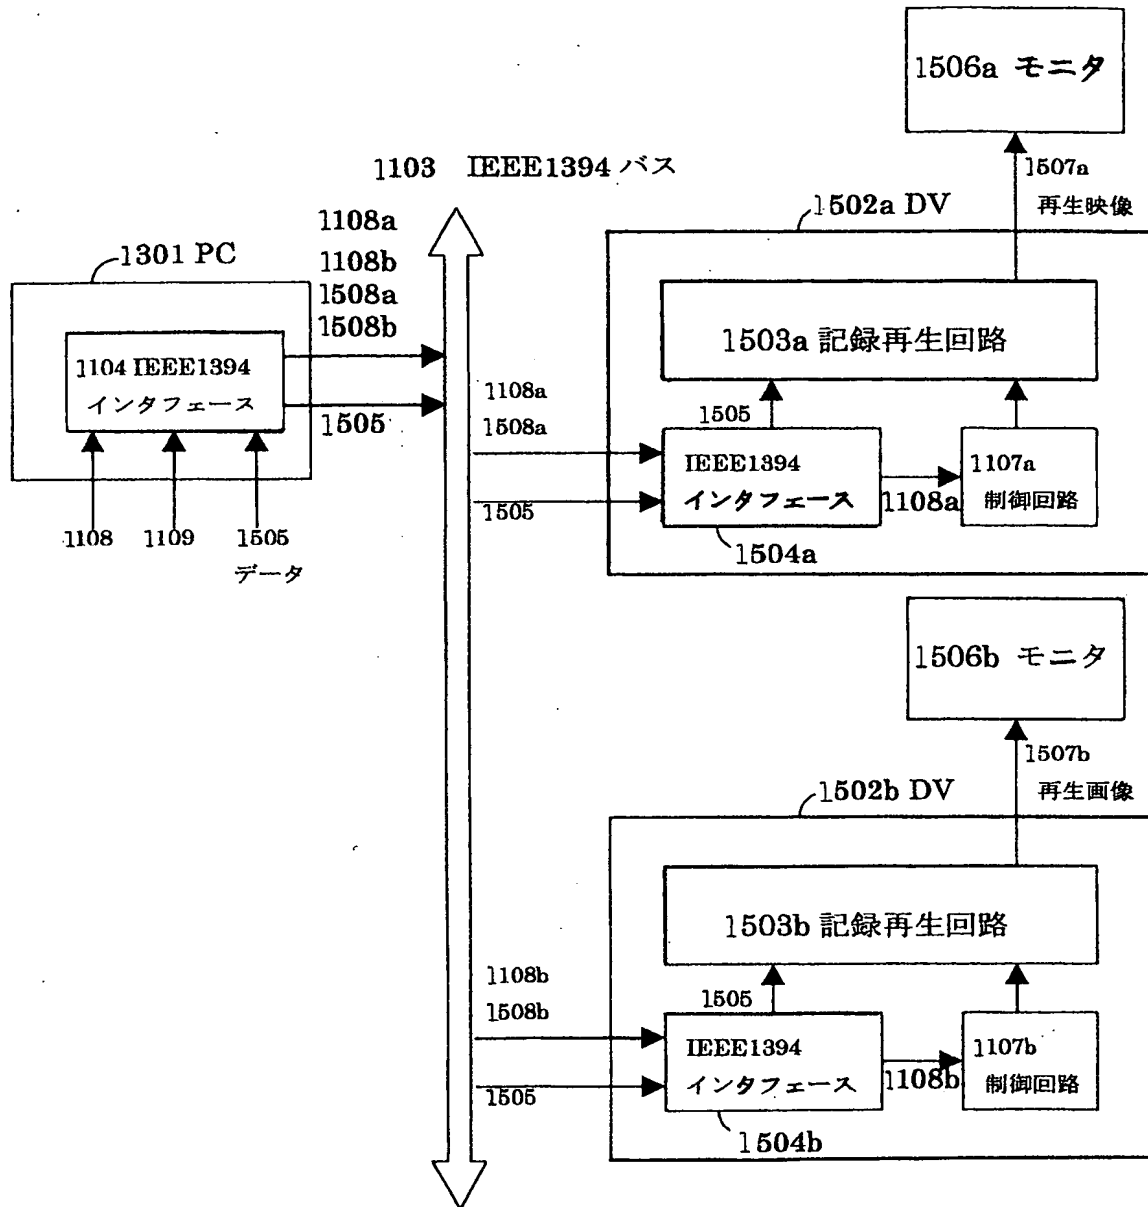 1506a モニタ
1103 IEEE1394 バス
1507a
再生映像
1502a DV
1108a
1108b
1508a
1508b
1301 PC
1503a 記録再生回路
1104 IEEE1394
インタフェース
1505
1108a
1508a
1505
1505
IEEE1394
インタフェース
1108a
1107a
制御回路
1504a
1108
1109
1505
データ
1506b モニタ
1507b
再生画像
1502b DV
1503b 記録再生回路
1108b
1508b
1505
1505
IEEE1394
インタフェース
1108b
1107b
制御回路
1504b